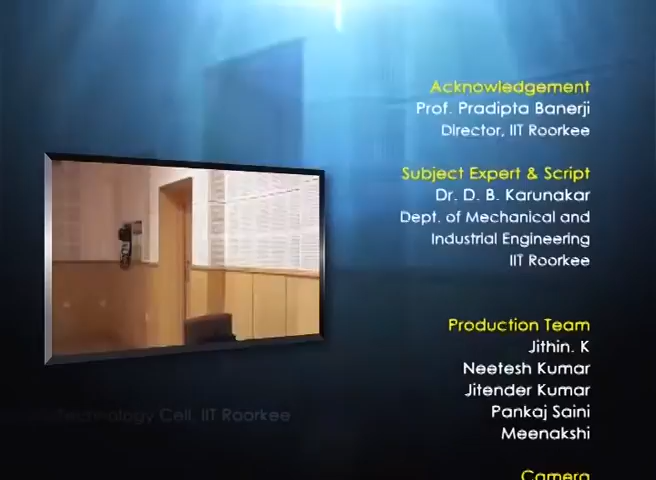 Acknowledgement
Prof. Pradipta Banerji
Director, IIT Roorkee
Subject Expert & Script
Dr. D. B. Karunakar
Dept. of Mechanical and
Industrial Engineering
IIT Roorkee
Production Team
Jithin. K
Neetesh Kumar
Jitender Kumar
Pankaj Saini
Meenakshi
Technology Cell, IIT Roorkee
Camera